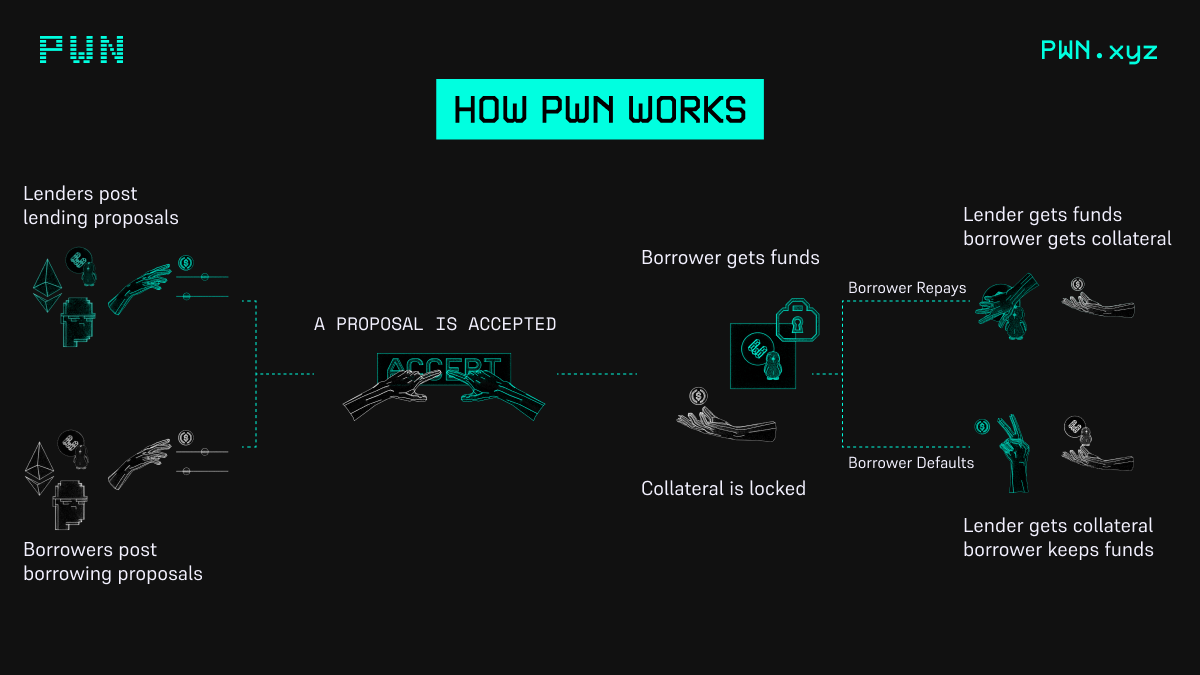 PWN
PWN.xyz
HOW PWN WORKS
Lenders post
lending proposals
Borrowers post
borrowing proposals
A PROPOSAL IS ACCEPTED
ACCEPT
Borrower gets funds
Collateral is locked
Borrower Repays
Lender gets funds
borrower gets collateral
Borrower Defaults
Lender gets collateral
borrower keeps funds